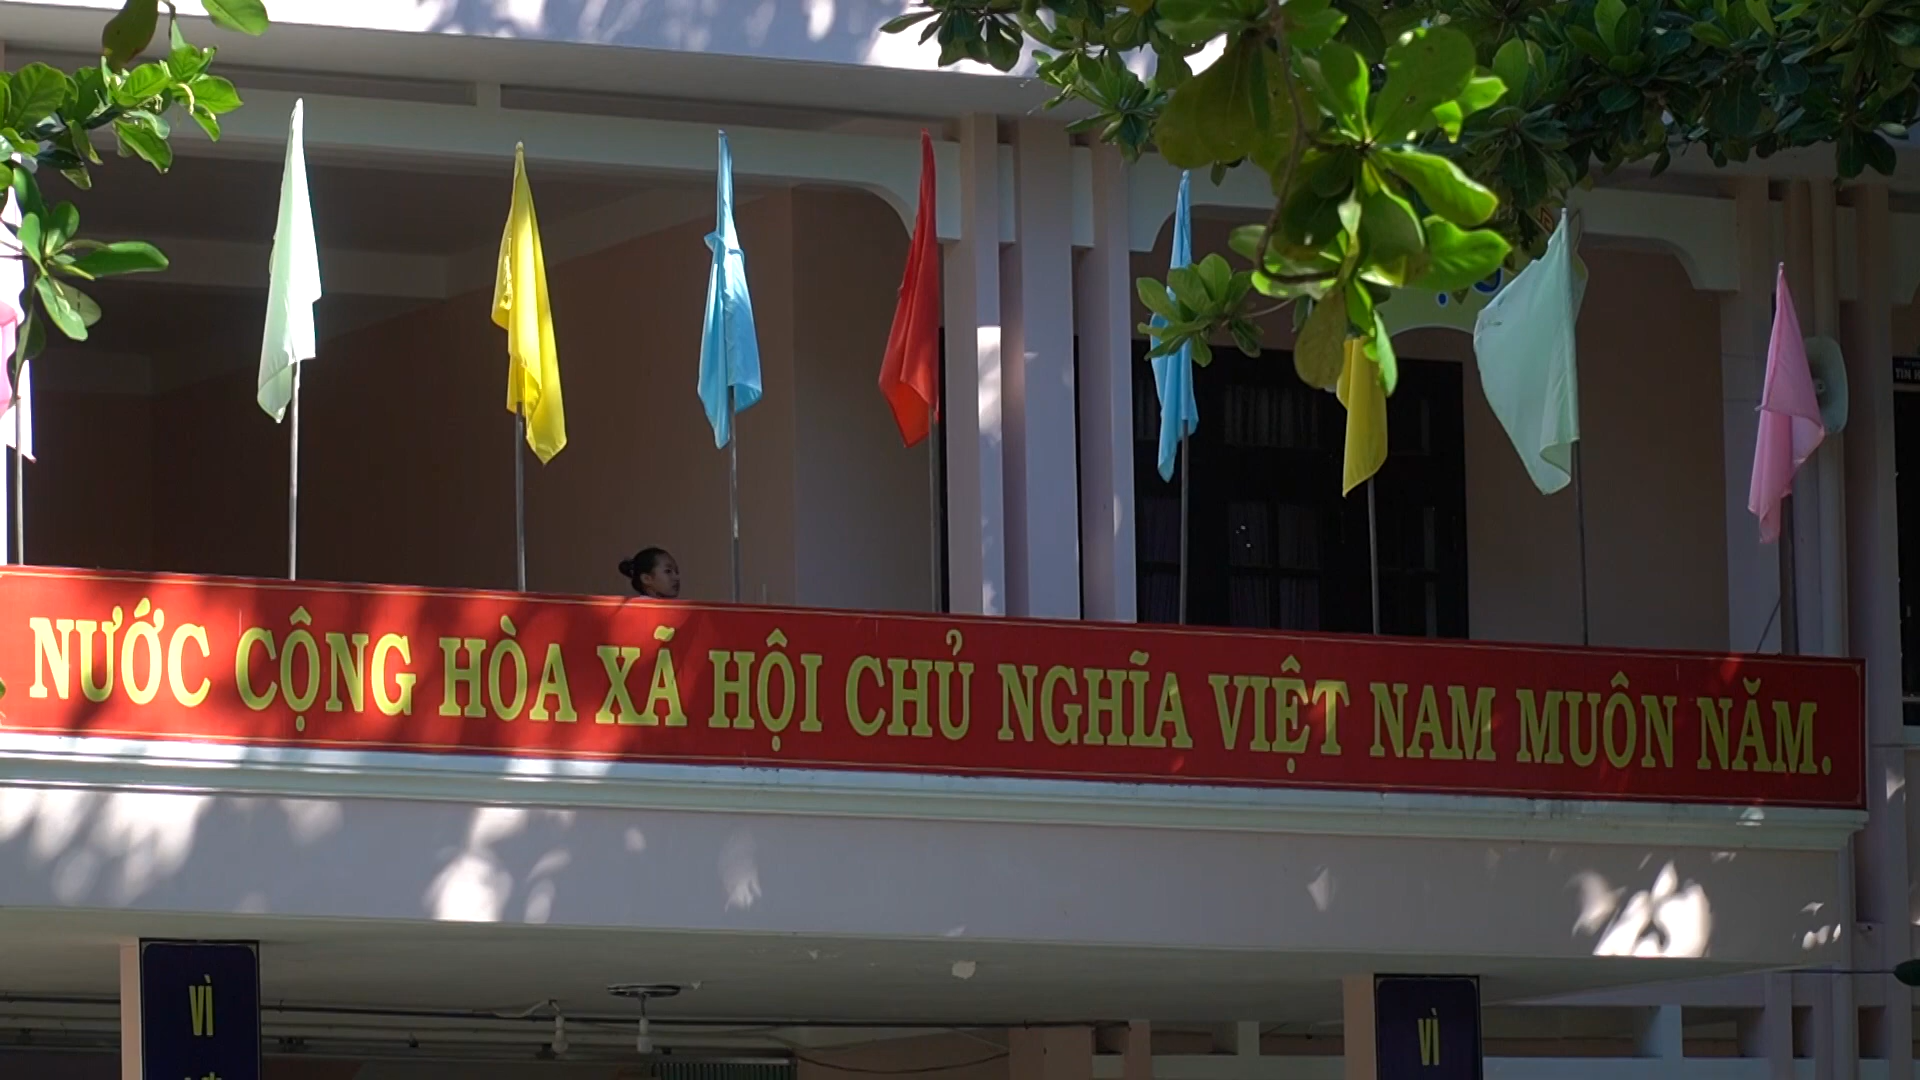 NƯỚC CỘNG HÒA XÃ HỘI CHỦ NGHĨA VIỆT NAM MUÔN NĂM.
VÌ
VÌ